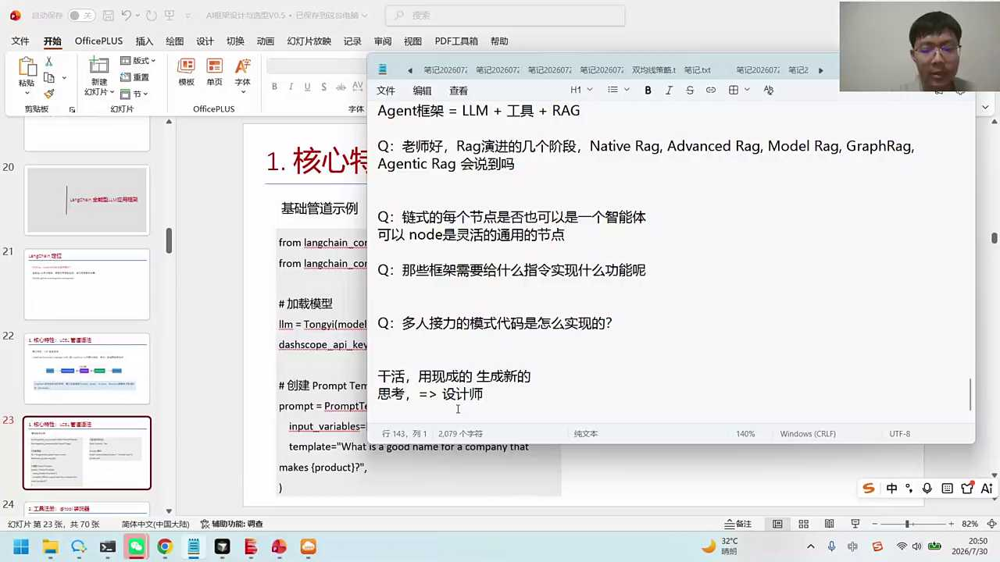 自动保存 关 AI框架设计与选型V0.5 • 已保存到这台电脑 搜索
文件 开始 OfficePLUS 插入 绘图 设计 切换 动画 幻灯片放映 记录 审阅 视图 PDF工具箱 帮助
粘贴 新建 幻灯片 版式 重置 节 模板 单页 字体
剪贴板 幻灯片 OfficePLUS 字体
笔记2026072 笔记2026072 笔记2026072 笔记2026072 双均线策略.t 笔记.txt 笔记2026072 笔记2
文件 编辑 查看 H1 B I S
Agent框架 = LLM + 工具 + RAG
Q：老师好，Rag演进的几个阶段，Native Rag, Advanced Rag, Model Rag, GraphRag,
Agentic Rag 会说到吗
Q：链式的每个节点是否也可以是一个智能体
可以 node是灵活的通用的节点
Q：那些框架需要给什么指令实现什么功能呢
Q：多人接力的模式代码是怎么实现的？
干活，用现成的 生成新的
思考，=> 设计师
行 143，列 1 2,079 个字符 纯文本 140% Windows (CRLF) UTF-8
20
LangChain 全能型LLM应用框架
21
LangChain 定位
22
1. 核心特性：LCEL 管道语法
23
1. 核心特性：LCEL 管道语法
24
2. 工具注册：@tool 装饰器
1. 核心特
基础管道示例
from langchain_cor
from langchain_cor
# 加载模型
llm = Tongyi(model
dashscope_api_key
# 创建 Prompt Tem
prompt = PromptTe
input_variables=
template="What is a good name for a company that
makes {product}?",
)
中
幻灯片 第 23 张，共 70 张 简体中文(中国大陆) 辅助功能: 调查 备注 82%
32°C
晴朗
中
20:50
2026/7/30